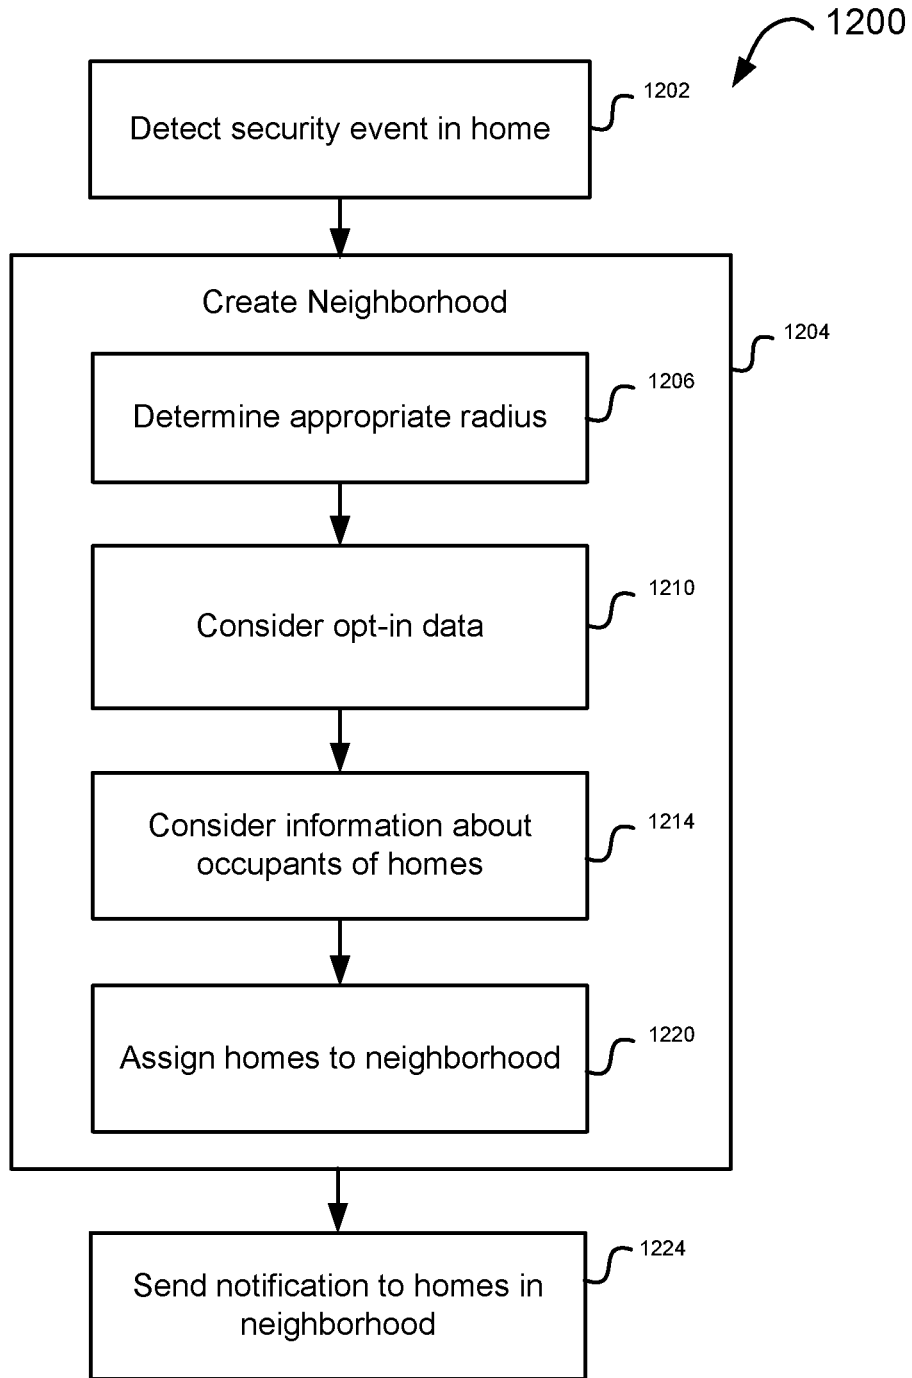 1200
Detect security event in home
1202
Create Neighborhood
1204
Determine appropriate radius
1206
Consider opt-in data
1210
Consider information about
occupants of homes
1214
Assign homes to neighborhood
1220
Send notification to homes in
neighborhood
1224